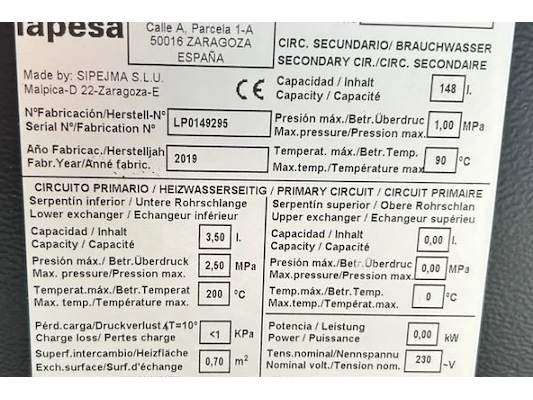 lapesa
Calle A, Parcela 1-A
50016 ZARAGOZA
ESPAÑA
Made by: SIPEJMA S.L.U.
Malpica-D 22-Zaragoza-E
CE
CIRC. SECUNDARIO/ BRAUCHWASSER
SECONDARY CIR./CIRC. SECONDAIRE
Capacidad / Inhalt
Capacity / Capacité
148 l.
NºFabricación/Herstell-Nº
Serial Nº/Fabrication Nº
LP0149295
Presión máx./Betr.Überdruc
Max.pressure/Pression max.
1,00 MPa
Año Fabricac./Herstelljah
Fabr.Year/Anné fabric.
2019
Temperat. máx./Betr.Temp.
Max.temp./Température max
90 °C
CIRCUITO PRIMARIO / HEIZWASSERSEITIG / PRIMARY CIRCUIT / CIRCUIT PRIMAIRE
Serpentín inferior / Untere Rohrschlange
Lower exchanger / Echangeur inférieur
Capacidad / Inhalt
Capacity / Capacité
3,50 l.
Presión máx./ Betr.Überdruck
Max. pressure/Pression max.
2,50 MPa
Temperat.máx./ Betr.Temperat
Max. temp./Température max.
200 °C
Pérd.carga/Druckverlust ΔT=10°
Charge loss/ Pertes charge
<1 KPa
Superf.intercambio/Heizfläche
Exch.surface/Surf.d'échange
0,70 m²
Serpentín superior / Obere Rohrschlan
Upper exchanger / Echangeur supérieu
Capacidad / Inhalt
Capacity / Capacité
0,00 l.
Presión máx./ Betr.Überdruck
Max.pressure/Pression max.
0,00 MPa
Temperat.máx./Betr.Temp.
Max. temp./Températ.max.
0 °C
Potencia / Leistung
Power / Puissance
0,00 kW
Tens.nominal/Nennspannu
Nominal volt./Tension nom.
230 ~V